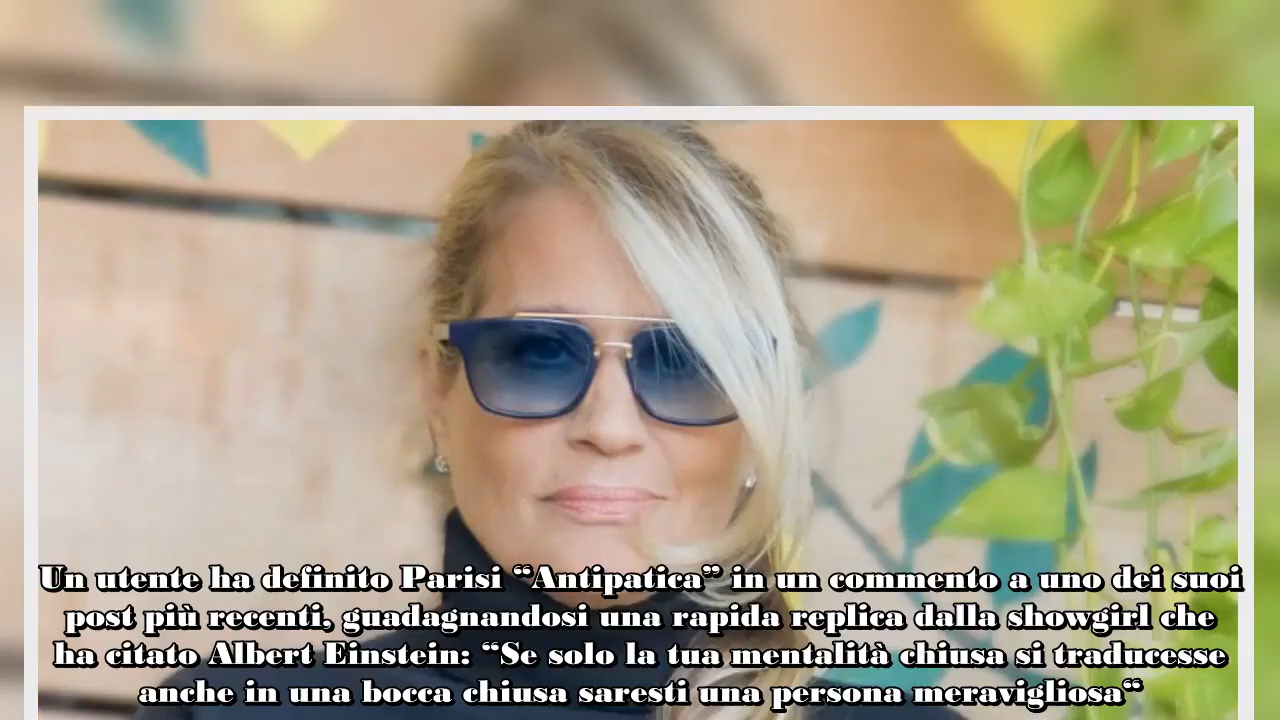 Un utente ha definito Parisi “Antipatica” in un commento a uno dei suoi
post più recenti, guadagnandosi una rapida replica dalla showgirl che
ha citato Albert Einstein: “Se solo la tua mentalità chiusa si traducesse
anche in una bocca chiusa saresti una persona meravigliosa“